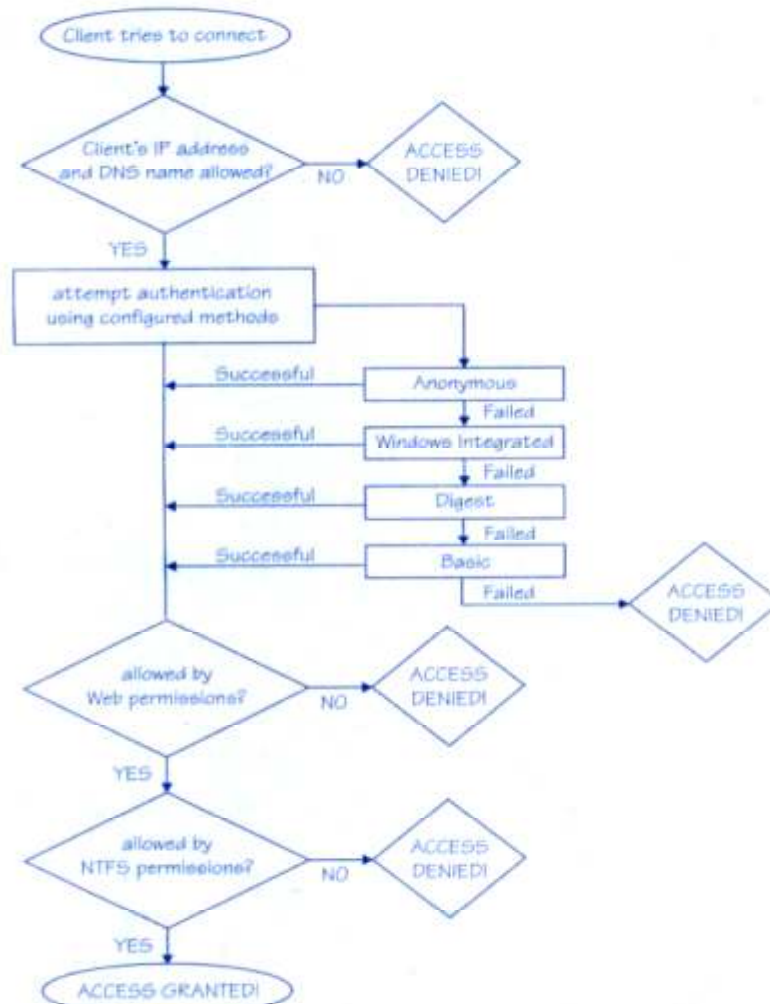 Client tries to connect
Client's IP address
and DNS name allowed?
NO
ACCESS
DENIED!
YES
attempt authentication
using configured methods
Successful
Anonymous
Failed
Successful
Windows Integrated
Failed
Successful
Digest
Failed
Successful
Basic
Failed
ACCESS
DENIED!
allowed by
Web permissions?
NO
ACCESS
DENIED!
YES
allowed by
NTFS permissions?
NO
ACCESS
DENIED!
YES
ACCESS GRANTED!